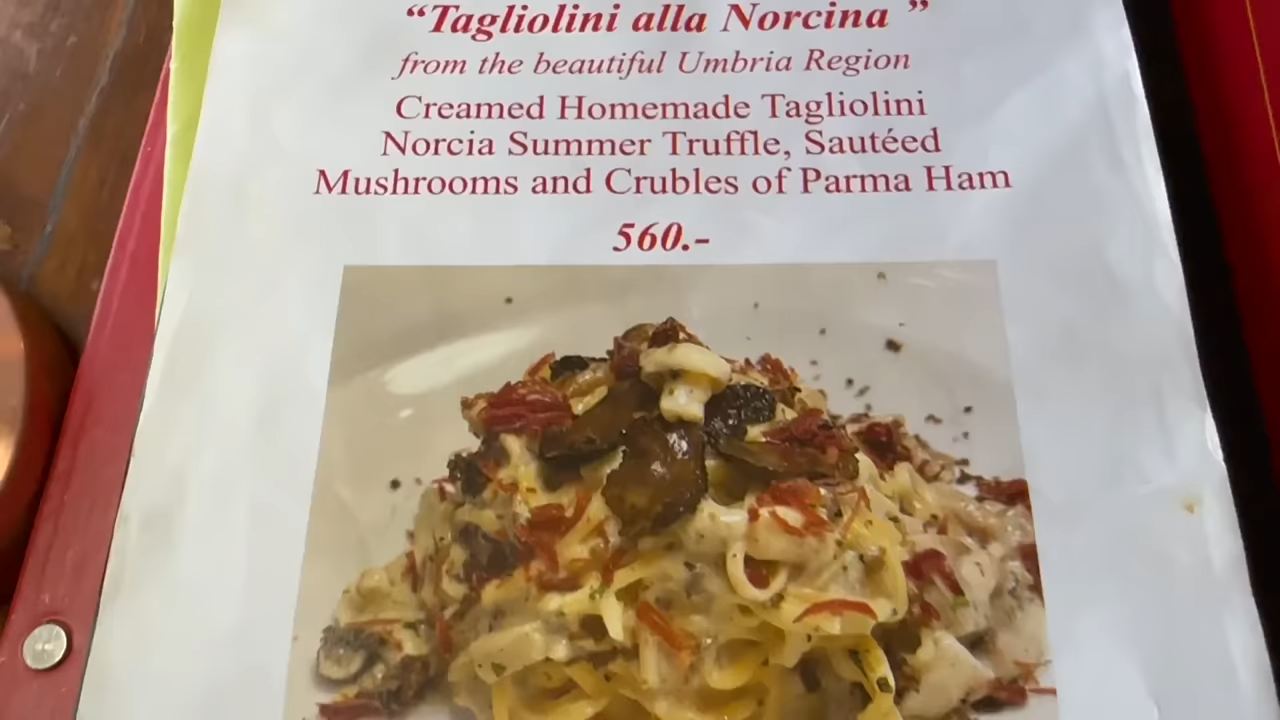 “Tagliolini alla Norcina ”
from the beautiful Umbria Region
Creamed Homemade Tagliolini
Norcia Summer Truffle, Sautéed
Mushrooms and Crubles of Parma Ham
560.-